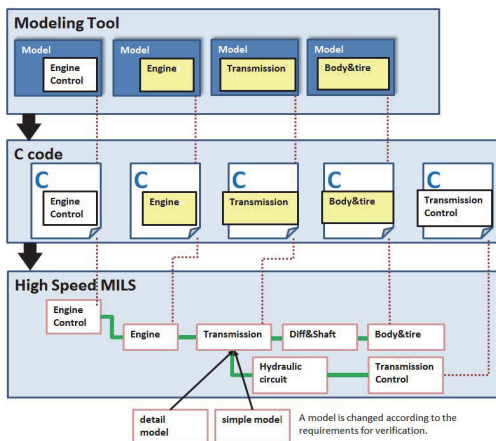 Modeling Tool
Model
Engine
Control
Model
Engine
Model
Transmission
Model
Body&tire
C code
C
Engine
Control
C
Engine
C
Transmission
C
Body&tire
C
Transmission
Control
High Speed MILS
Engine
Control
Engine
Transmission
Diff&Shaft
Body&tire
Hydraulic
circuit
Transmission
Control
detail
model
simple model
A model is changed according to the
requirements for verification.